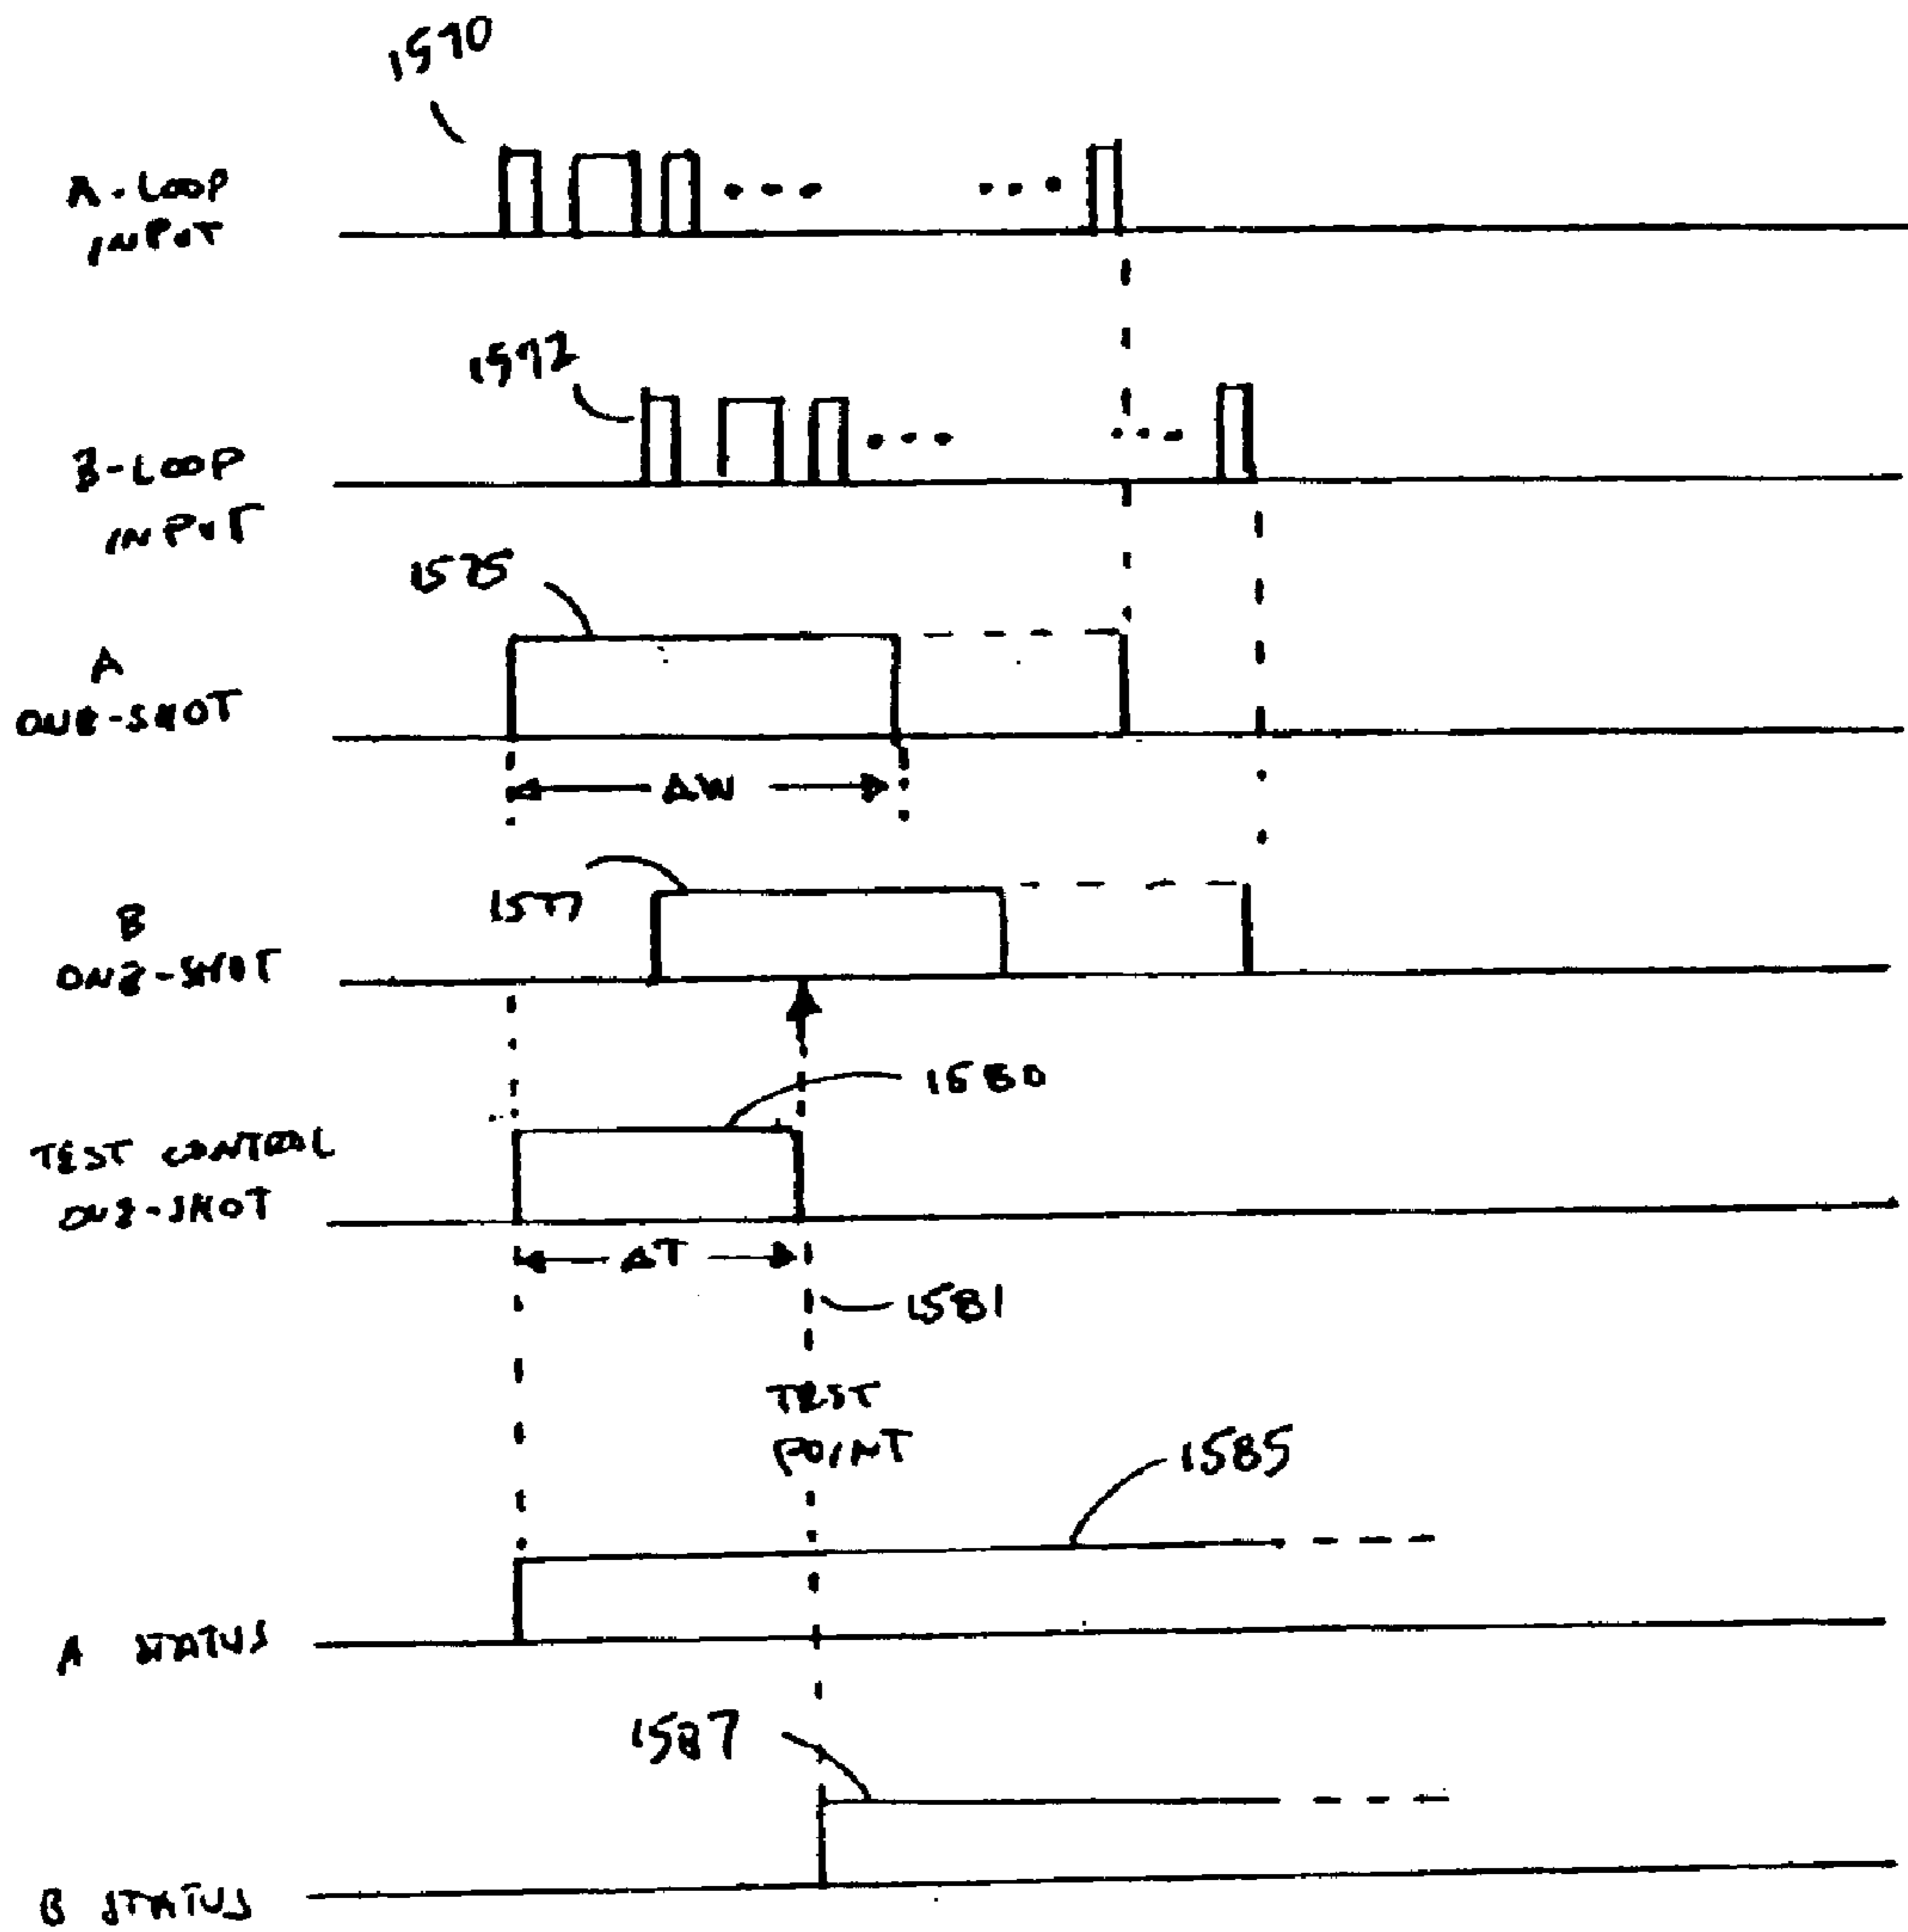 1570
A-LOOP
INPUT
1572
B-LOOP
INPUT
1575
A
ONE-SHOT
ΔW
1577
B
ONE-SHOT
1580
TEST CONTROL
ONE-SHOT
ΔT
1581
TEST
POINT
1585
A STATUS
1587
B STATUS